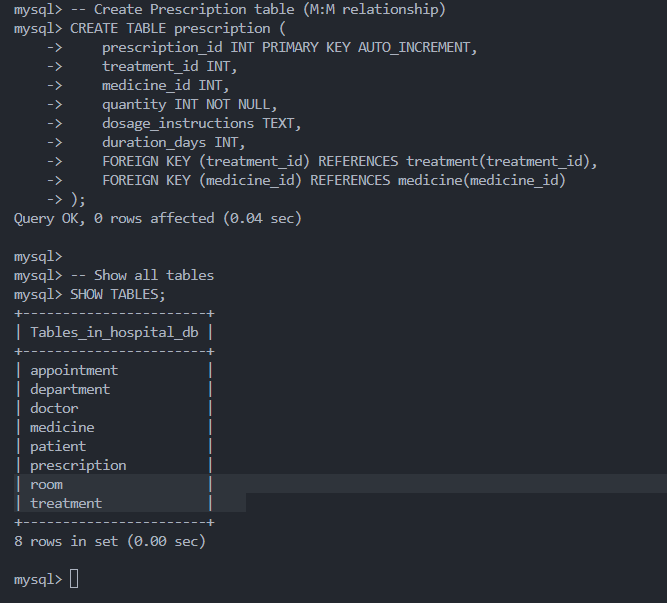 mysql> -- Create Prescription table (M:M relationship)
mysql> CREATE TABLE prescription (
    ->     prescription_id INT PRIMARY KEY AUTO_INCREMENT,
    ->     treatment_id INT,
    ->     medicine_id INT,
    ->     quantity INT NOT NULL,
    ->     dosage_instructions TEXT,
    ->     duration_days INT,
    ->     FOREIGN KEY (treatment_id) REFERENCES treatment(treatment_id),
    ->     FOREIGN KEY (medicine_id) REFERENCES medicine(medicine_id)
    -> );
Query OK, 0 rows affected (0.04 sec)

mysql>
mysql> -- Show all tables
mysql> SHOW TABLES;
+-----------------------+
| Tables_in_hospital_db |
+-----------------------+
| appointment           |
| department            |
| doctor                |
| medicine              |
| patient               |
| prescription          |
| room                  |
| treatment             |
+-----------------------+
8 rows in set (0.00 sec)

mysql>